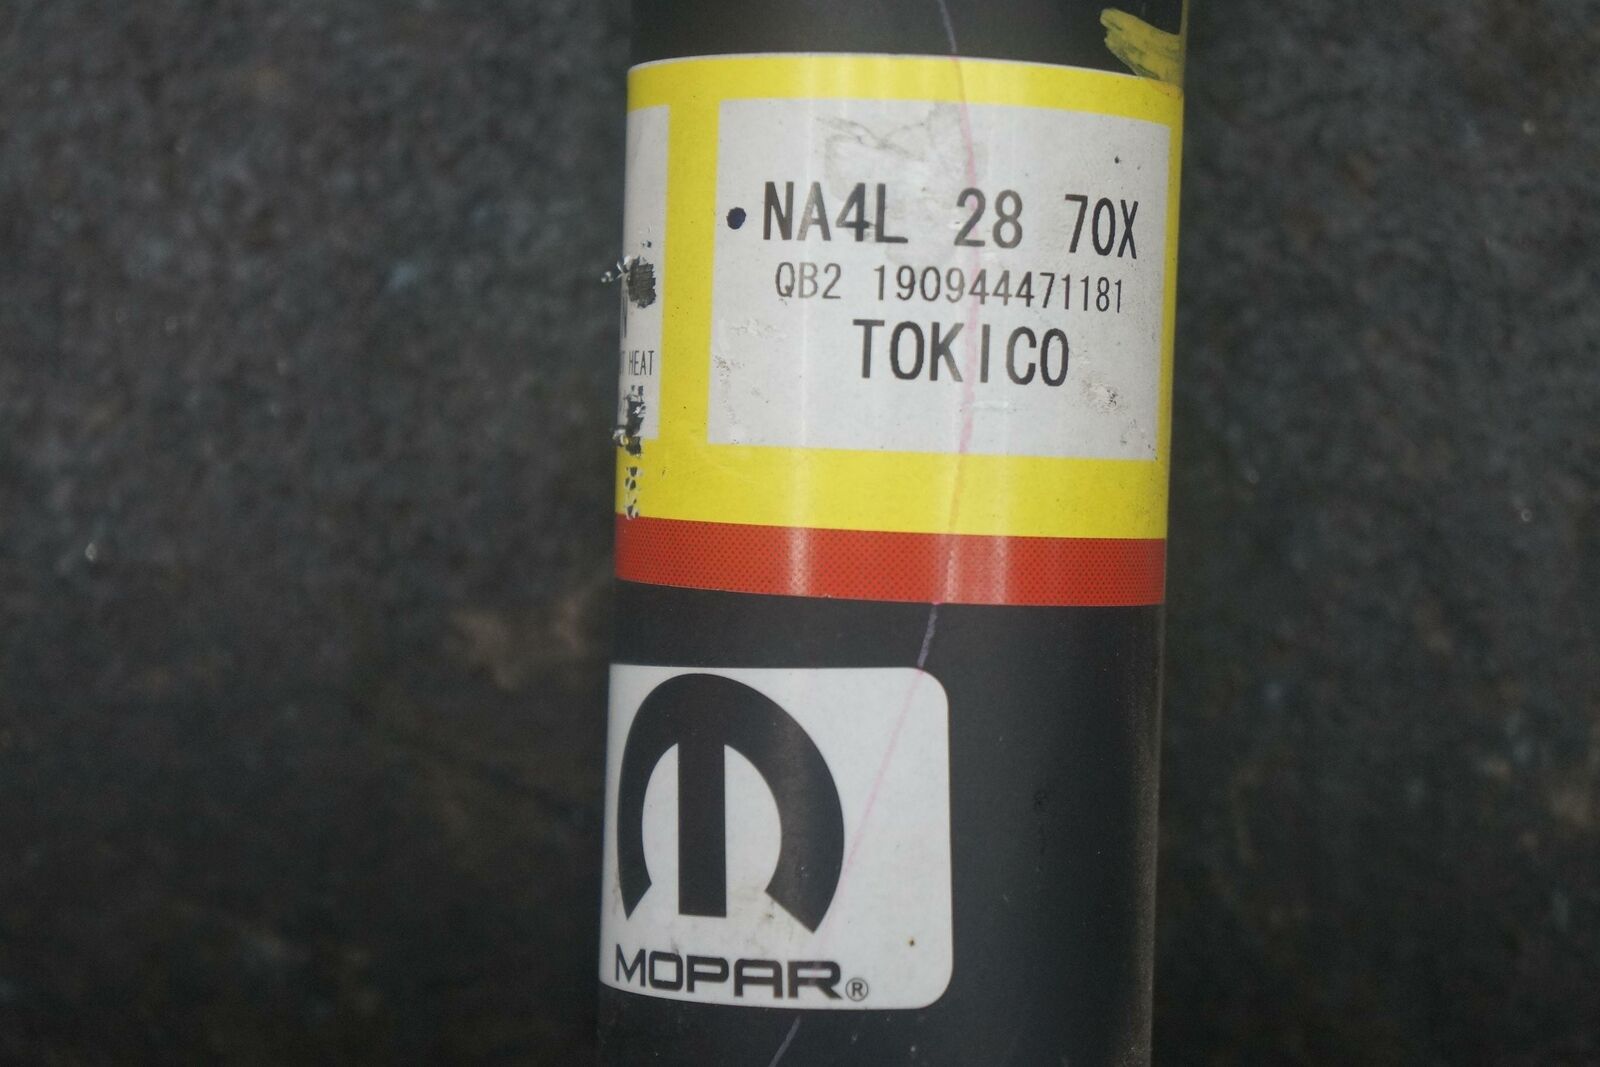 NA4L 28 70X
QB2 190944471181
TOKICO
HEAT
MOPAR®